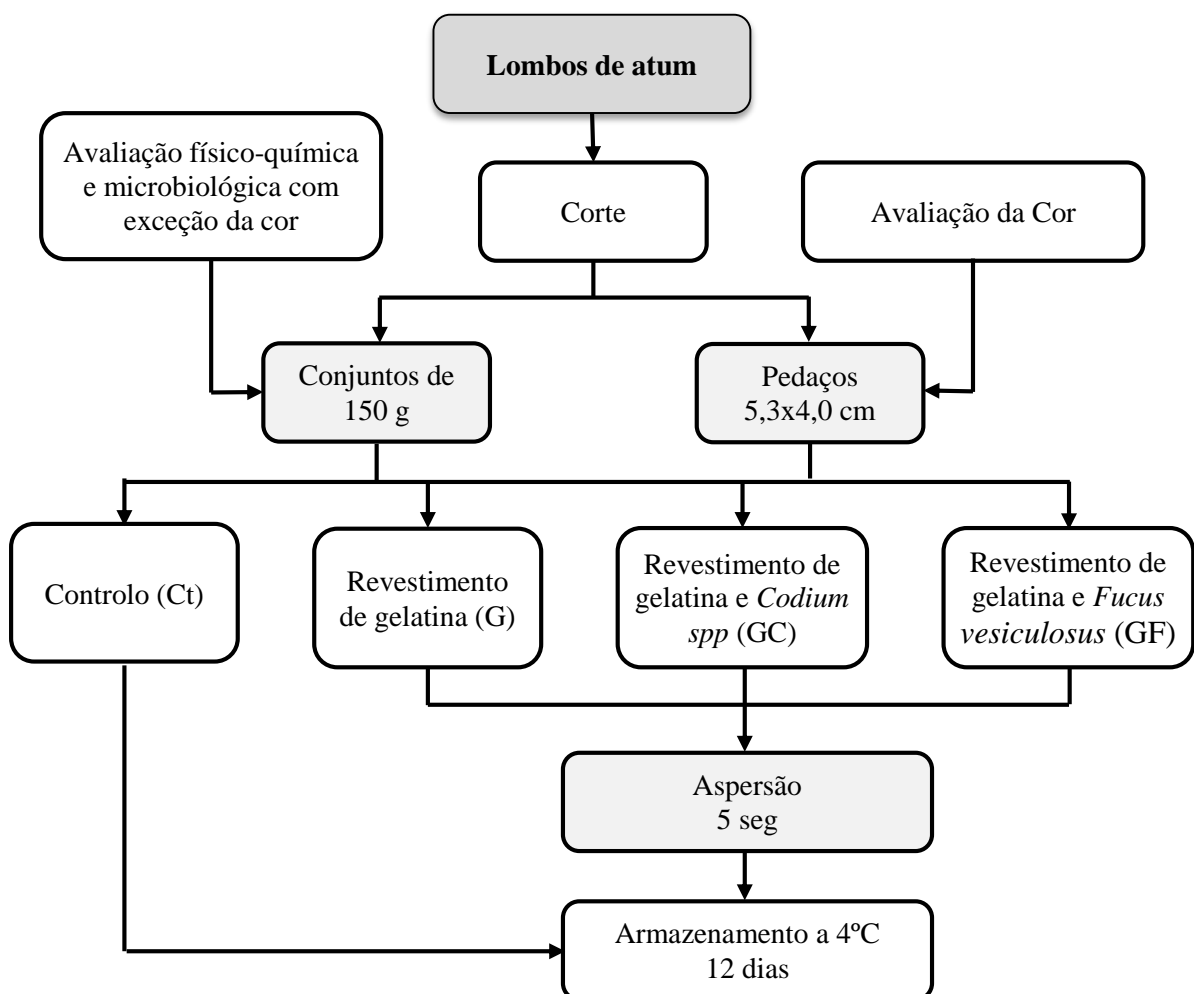 Lombos de atum
Avaliação físico-química
e microbiológica com
exceção da cor
Corte
Avaliação da Cor
Conjuntos de
150 g
Pedaços
5,3x4,0 cm
Controlo (Ct)
Revestimento
de gelatina (G)
Revestimento de
gelatina e Codium
spp (GC)
Revestimento de
gelatina e Fucus
vesiculosus (GF)
Aspersão
5 seg
Armazenamento a 4ºC
12 dias